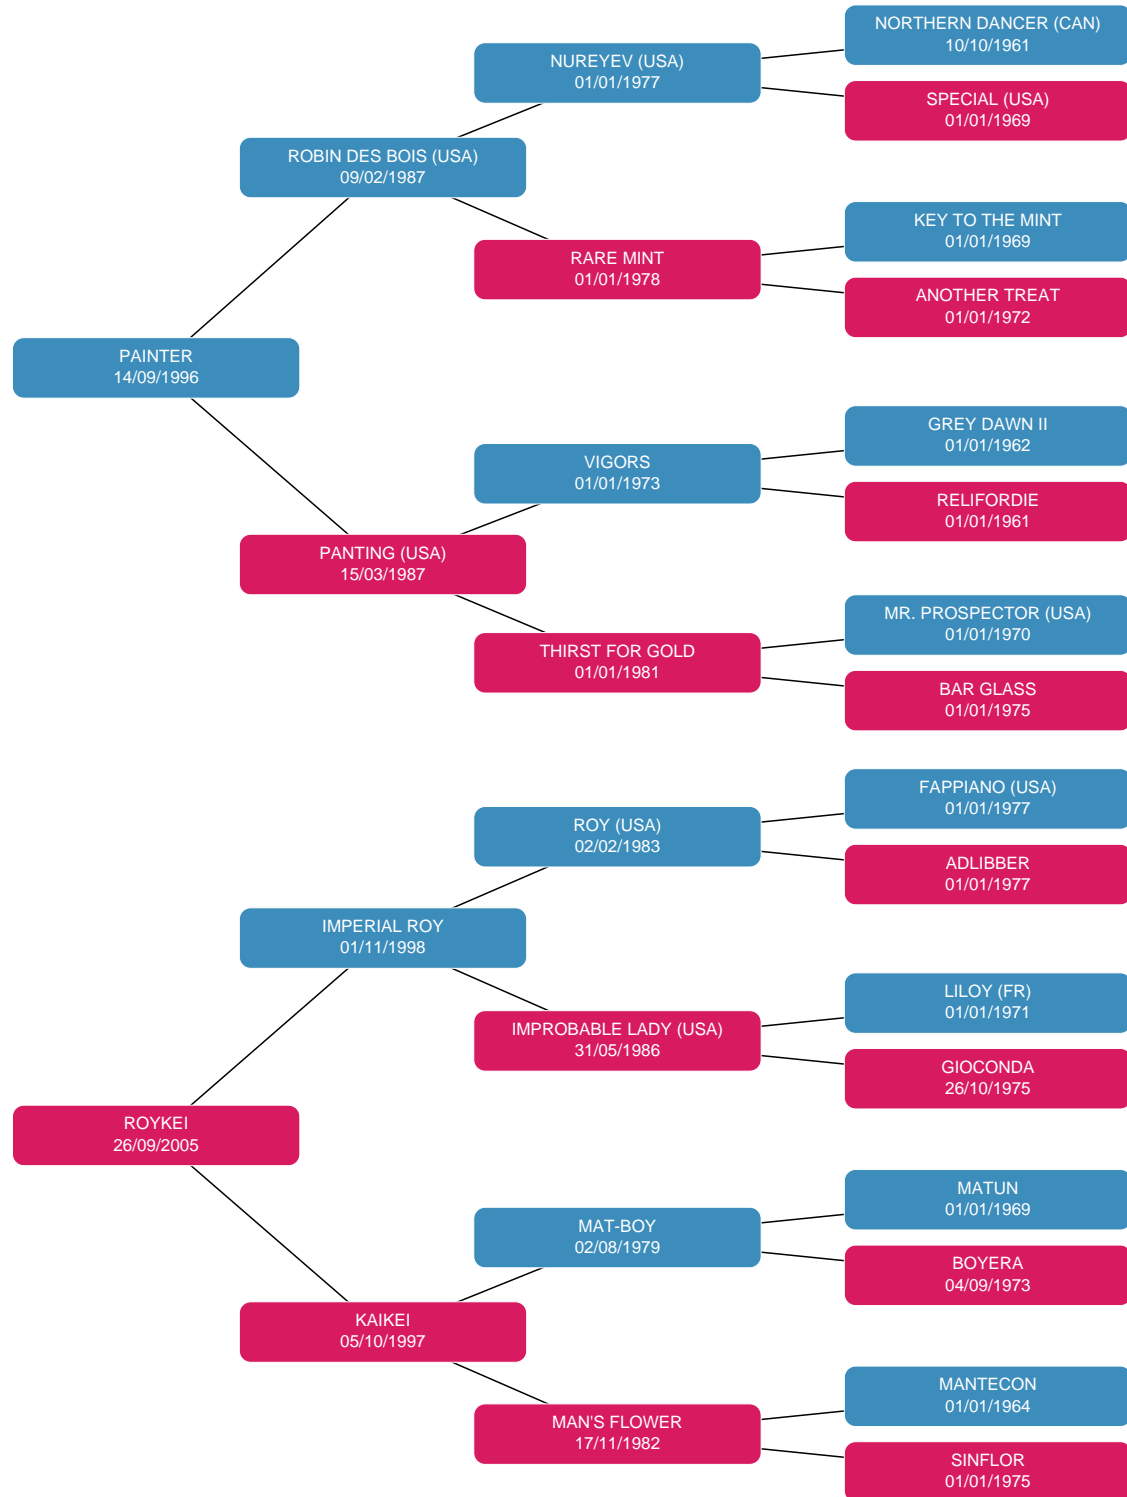 NORTHERN DANCER (CAN)
10/10/1961
NUREYEV (USA)
01/01/1977
SPECIAL (USA)
01/01/1969
ROBIN DES BOIS (USA)
09/02/1987
KEY TO THE MINT
01/01/1969
RARE MINT
01/01/1978
ANOTHER TREAT
01/01/1972
PAINTER
14/09/1996
GREY DAWN II
01/01/1962
VIGORS
01/01/1973
RELIFORDIE
01/01/1961
PANTING (USA)
15/03/1987
MR. PROSPECTOR (USA)
01/01/1970
THIRST FOR GOLD
01/01/1981
BAR GLASS
01/01/1975
FAPPIANO (USA)
01/01/1977
ROY (USA)
02/02/1983
ADLIBBER
01/01/1977
IMPERIAL ROY
01/11/1998
LILOY (FR)
01/01/1971
IMPROBABLE LADY (USA)
31/05/1986
GIOCONDA
26/10/1975
ROYKEI
26/09/2005
MATUN
01/01/1969
MAT-BOY
02/08/1979
BOYERA
04/09/1973
KAIKEI
05/10/1997
MANTECON
01/01/1964
MAN'S FLOWER
17/11/1982
SINFLOR
01/01/1975